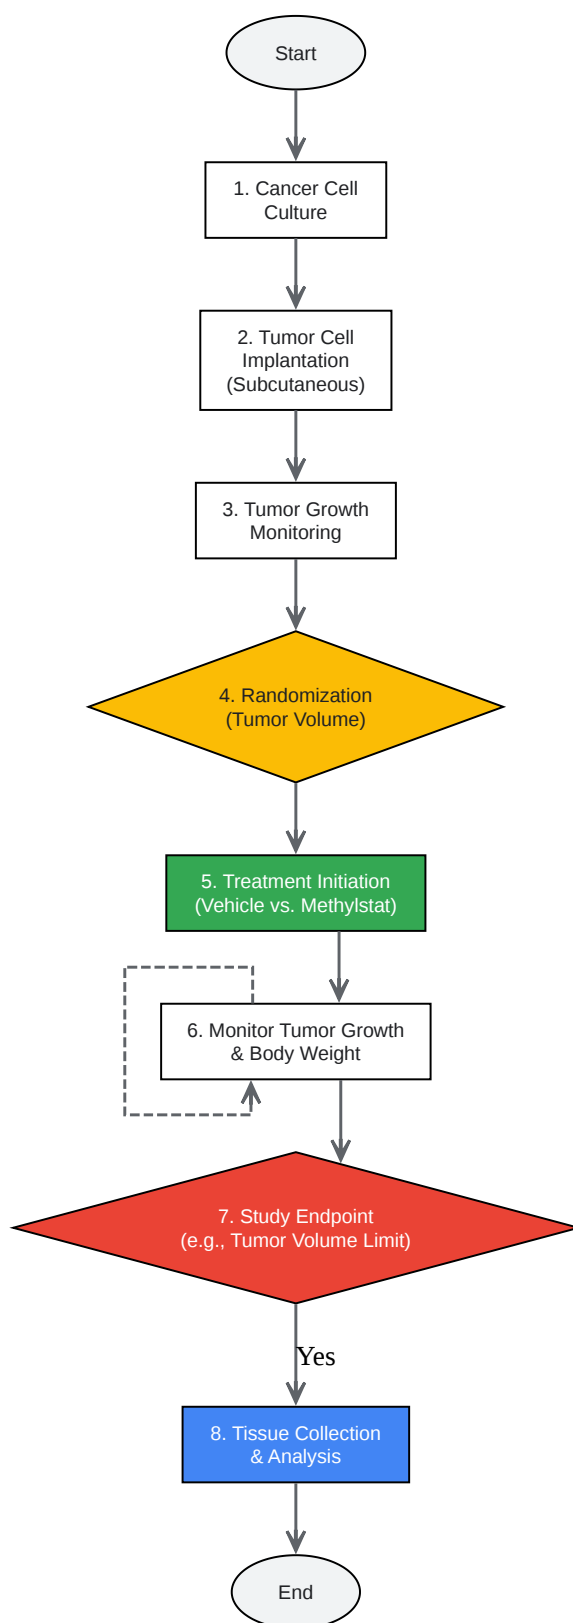 Start
1. Cancer Cell
Culture
2. Tumor Cell
Implantation
(Subcutaneous)
3. Tumor Growth
Monitoring
4. Randomization
(Tumor Volume)
5. Treatment Initiation
(Vehicle vs. Methylstat)
6. Monitor Tumor Growth
& Body Weight
7. Study Endpoint
(e.g., Tumor Volume Limit)
Yes
8. Tissue Collection
& Analysis
End